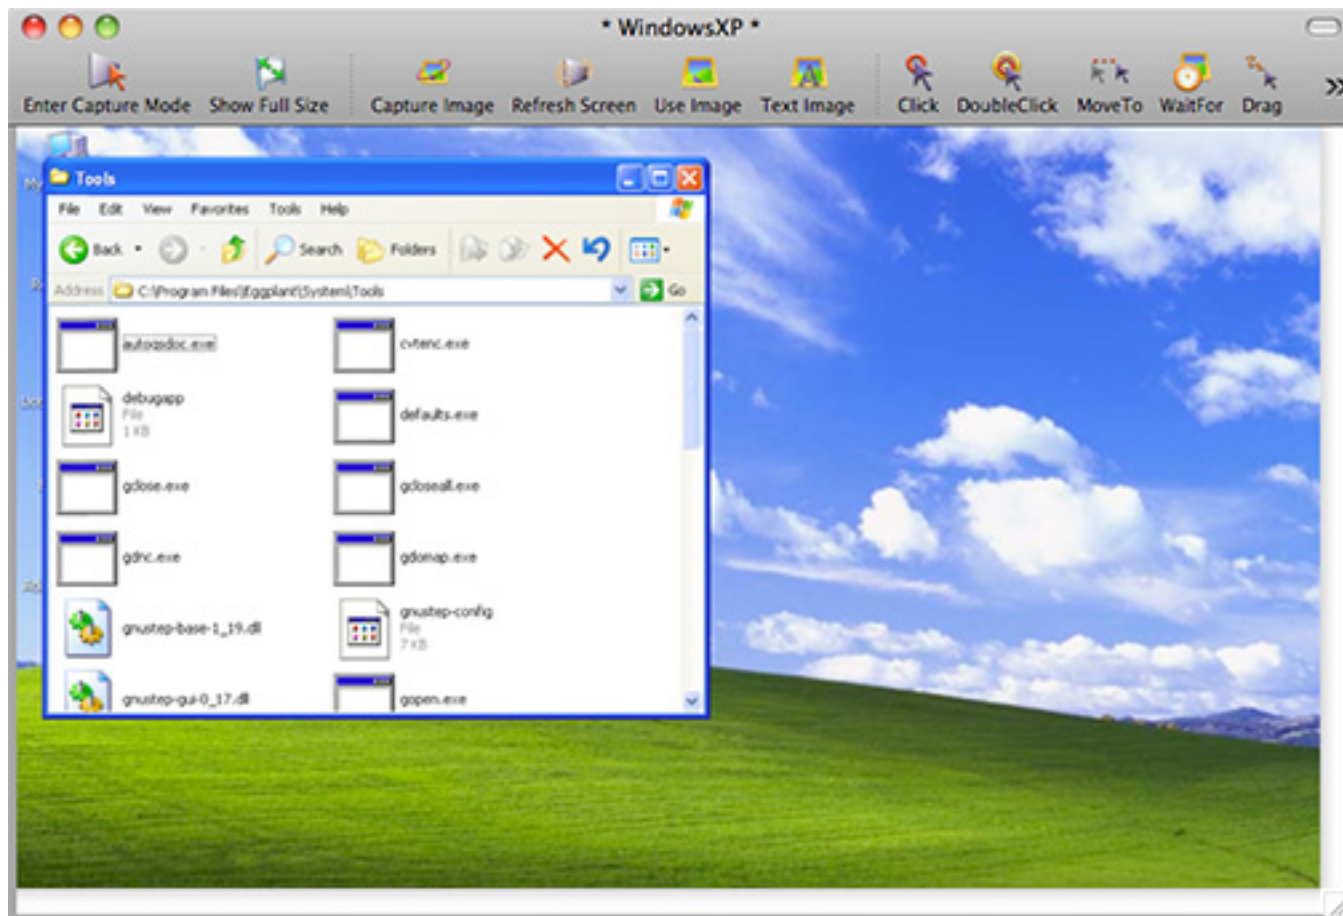 * WindowsXP *
Enter Capture Mode Show Full Size Capture Image Refresh Screen Use Image Text Image Click DoubleClick MoveTo WaitFor Drag
Tools
File Edit View Favorites Tools Help
Back Search Folders
Address C:\Program Files\Eggplant\System\Tools Go
autogsdoc.exe cvtenc.exe
debugapp
File
1 KB
defaults.exe
gclose.exe gcloseall.exe
gdnc.exe gdomap.exe
gnustep-base-1_19.dll
gnustep-config
File
7 KB
gnustep-gui-0_17.dll gopen.exe